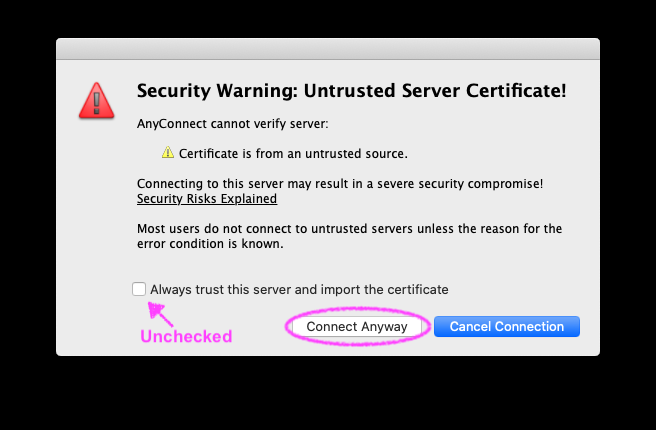 Security Warning: Untrusted Server Certificate!
AnyConnect cannot verify server:
Certificate is from an untrusted source.
Connecting to this server may result in a severe security compromise!
Security Risks Explained
Most users do not connect to untrusted servers unless the reason for the
error condition is known.
Always trust this server and import the certificate
Unchecked
Connect Anyway
Cancel Connection